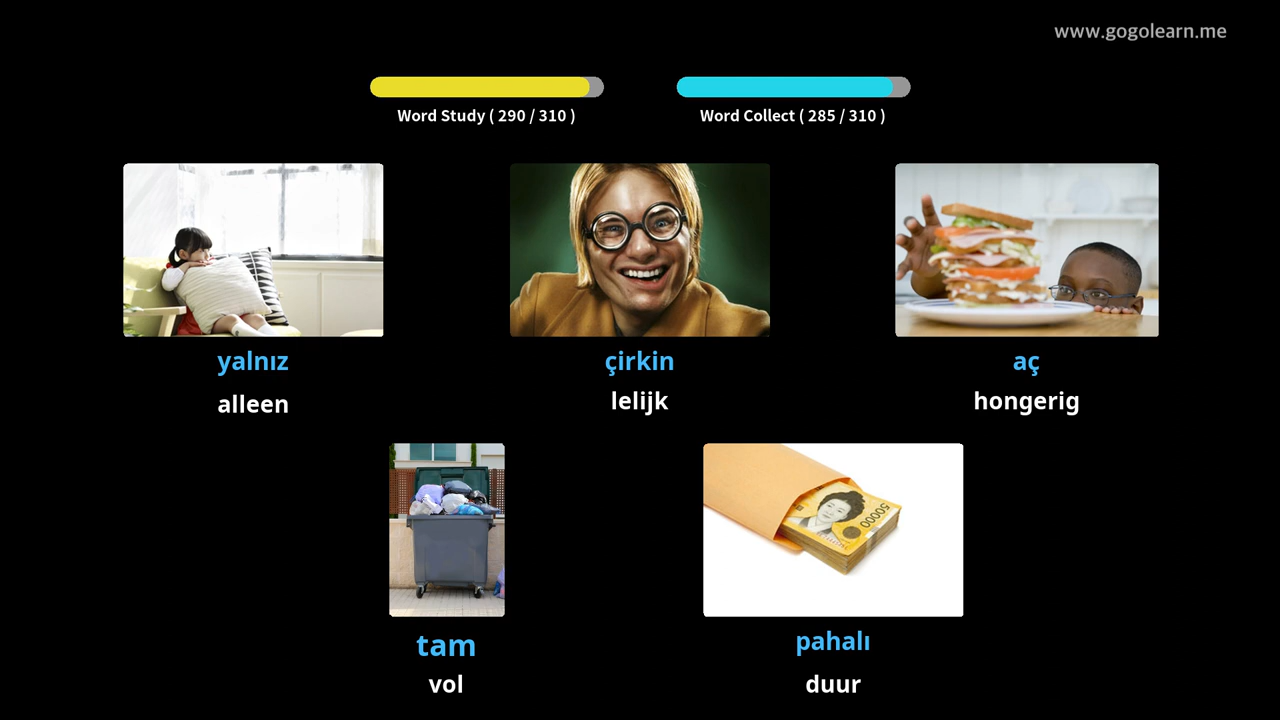 www.gogolearn.me
Word Study ( 290 / 310 )
Word Collect ( 285 / 310 )
yalnız
alleen
çirkin
lelijk
aç
hongerig
50000
tam
vol
pahalı
duur